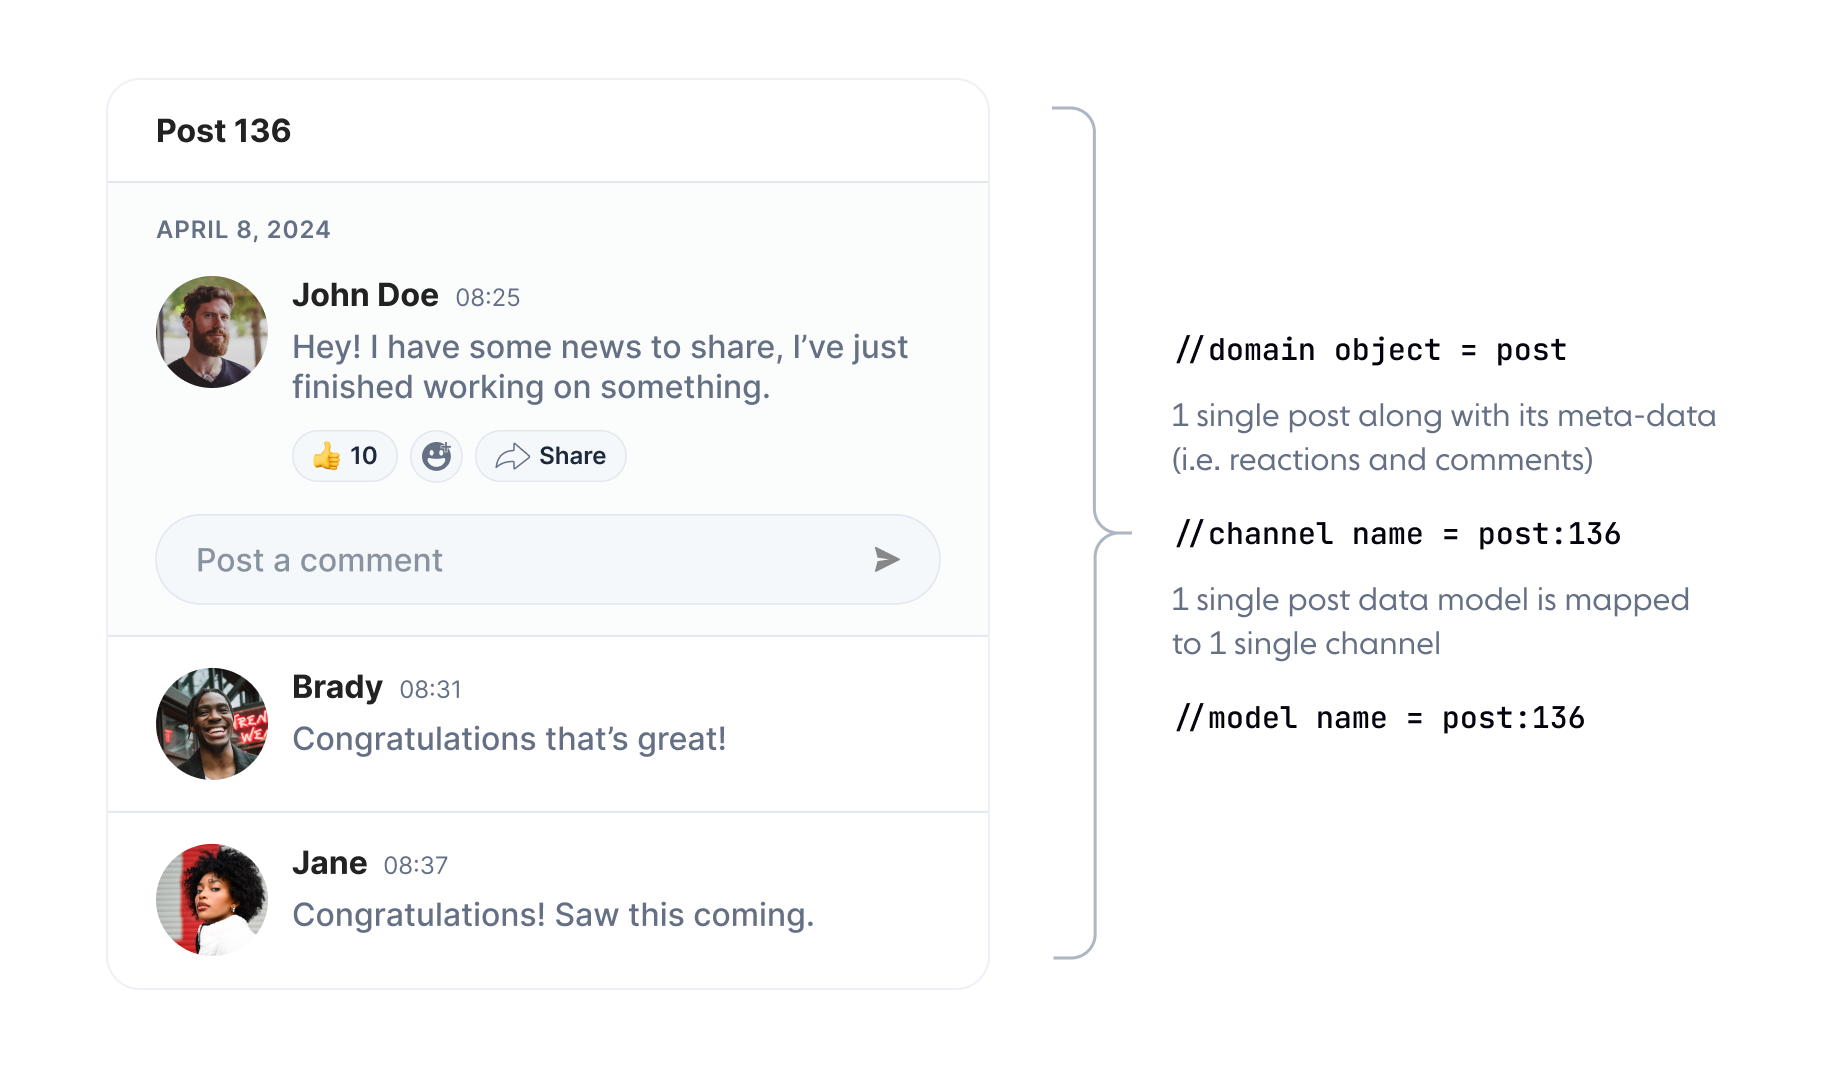 Post 136
APRIL 8, 2024
John Doe 08:25
Hey! I have some news to share, I’ve just
finished working on something.
👍 10 Share
Post a comment
Brady 08:31
Congratulations that’s great!
Jane 08:37
Congratulations! Saw this coming.
//domain object = post
1 single post along with its meta-data
(i.e. reactions and comments)
//channel name = post:136
1 single post data model is mapped
to 1 single channel
//model name = post:136